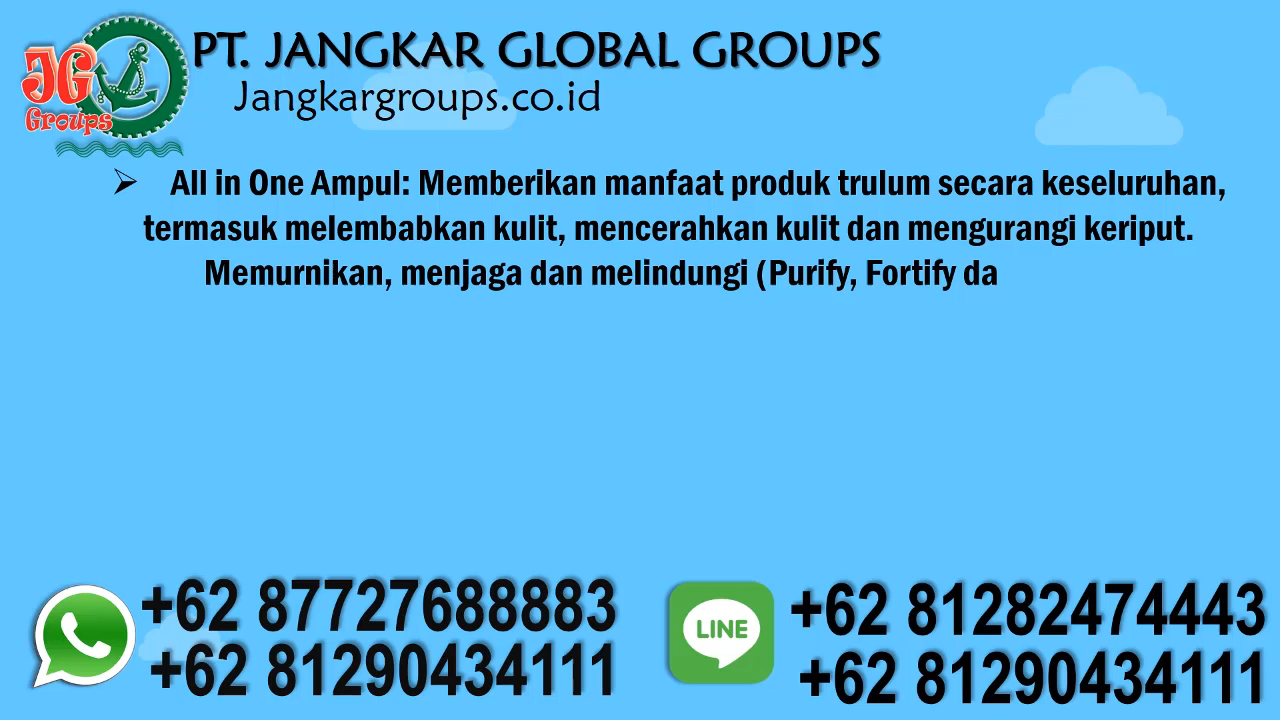 JG
Groups
PT. JANGKAR GLOBAL GROUPS
Jangkargroups.co.id
➢ All in One Ampul: Memberikan manfaat produk trulum secara keseluruhan,
termasuk melembabkan kulit, mencerahkan kulit dan mengurangi keriput.
Memurnikan, menjaga dan melindungi (Purify, Fortify da
+62 87727688883
+62 81290434111
LINE
+62 81282474443
+62 81290434111